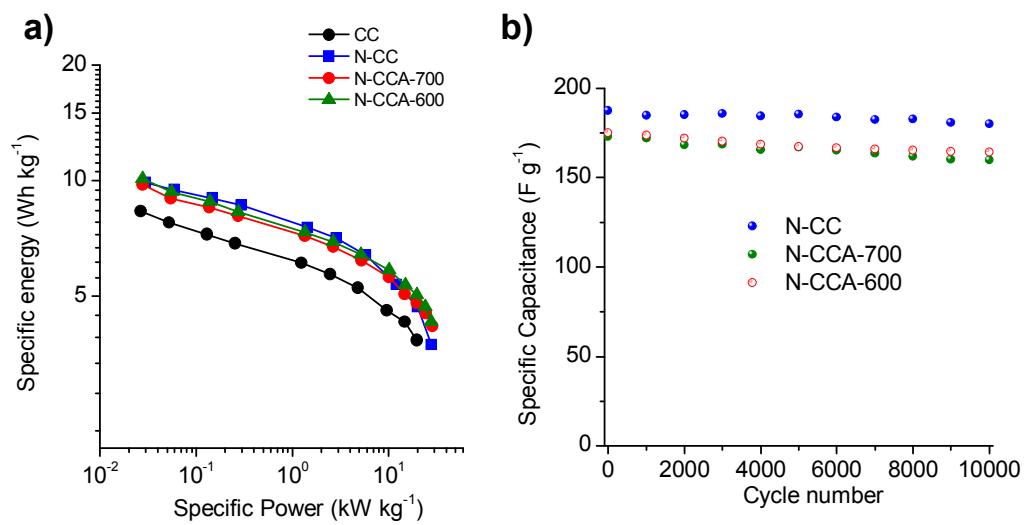 a)
CC
N-CC
N-CCA-700
N-CCA-600
20
15
10
5
Specific energy (Wh kg⁻¹)
10⁻² 10⁻¹ 10⁰ 10¹
Specific Power (kW kg⁻¹)
b)
200
150
100
50
0
Specific Capacitance (F g⁻¹)
N-CC
N-CCA-700
N-CCA-600
0 2000 4000 6000 8000 10000
Cycle number